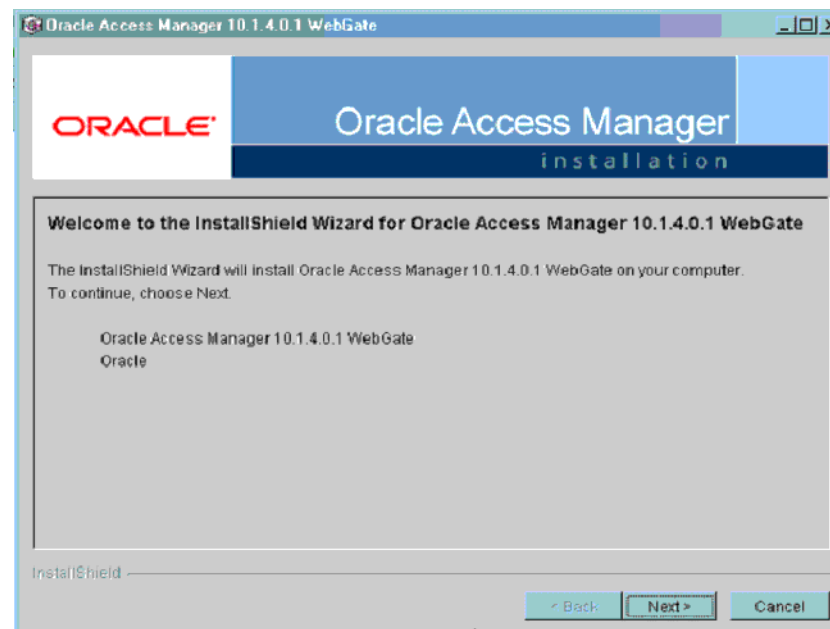 Oracle Access Manager 10.1.4.0.1 WebGate
ORACLE
Oracle Access Manager
installation
Welcome to the InstallShield Wizard for Oracle Access Manager 10.1.4.0.1 WebGate
The InstallShield Wizard will install Oracle Access Manager 10.1.4.0.1 WebGate on your computer.
To continue, choose Next.
Oracle Access Manager 10.1.4.0.1 WebGate
Oracle
InstallShield
< Back Next > Cancel